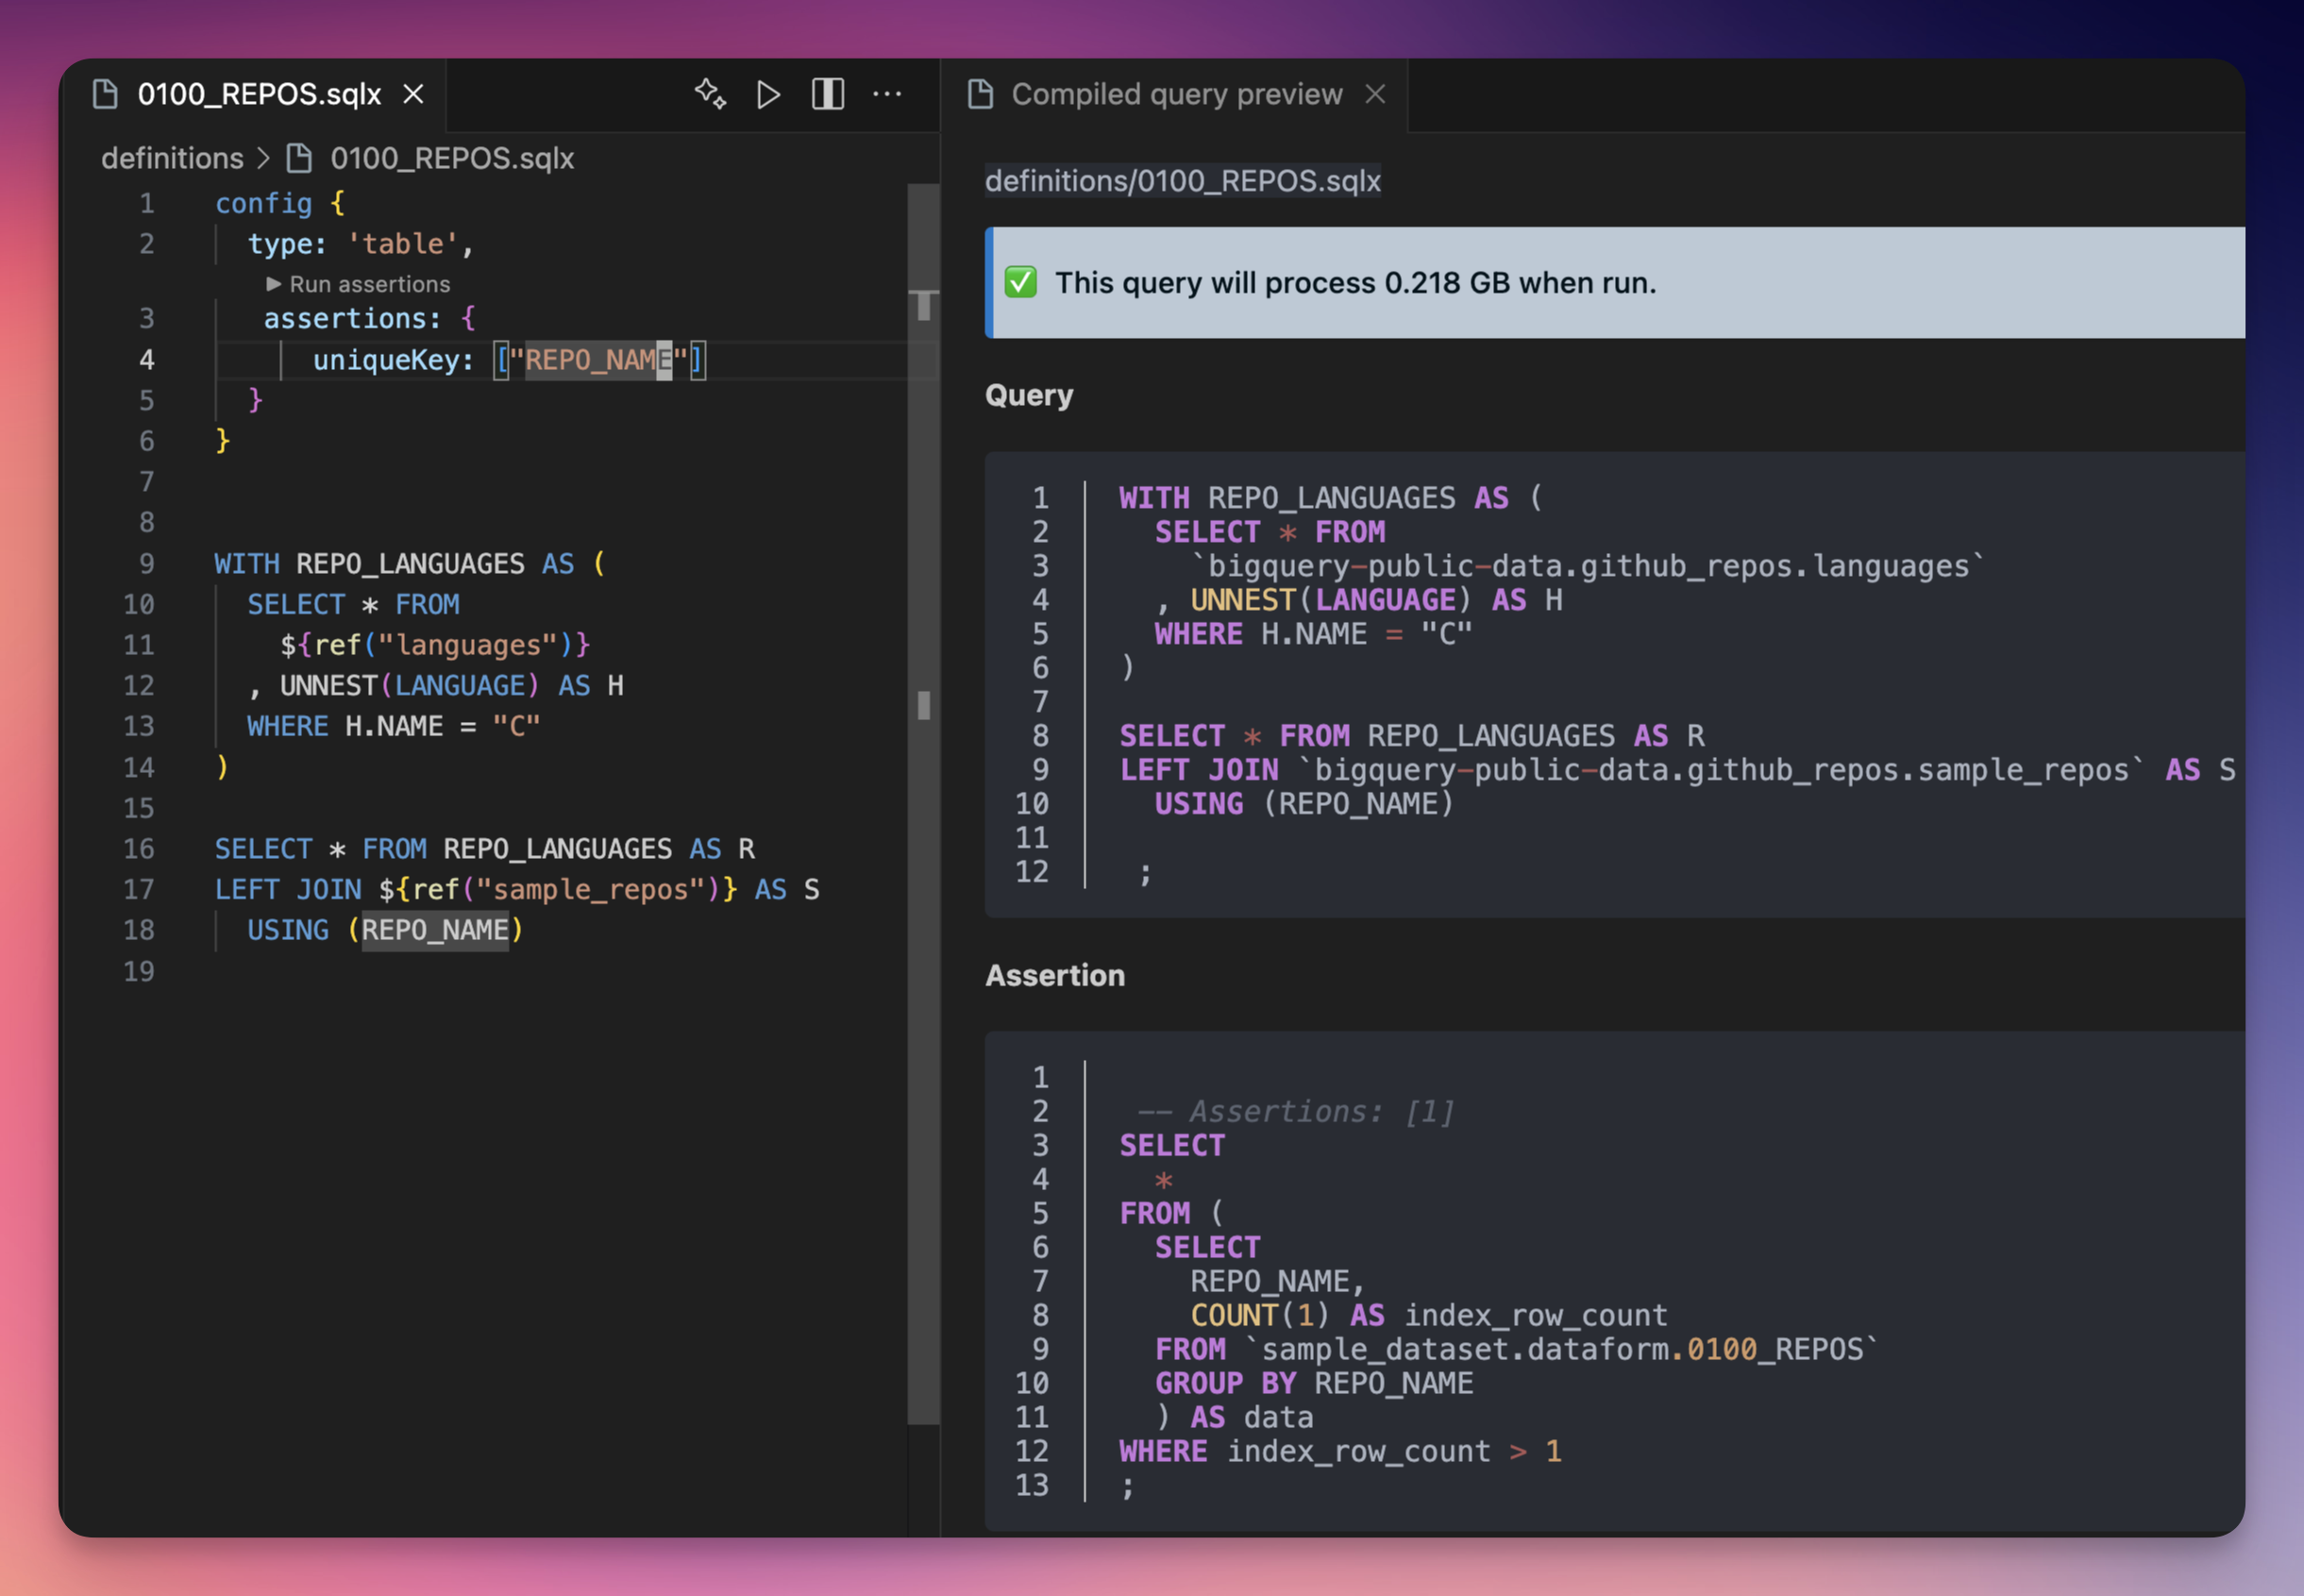 0100_REPOS.sqlx
definitions > 0100_REPOS.sqlx
1 config {
2   type: 'table',
▶ Run assertions
3    assertions: {
4       uniqueKey: ["REPO_NAME"]
5   }
6 }
7
8
9 WITH REPO_LANGUAGES AS (
10   SELECT * FROM
11     ${ref("languages")}
12   , UNNEST(LANGUAGE) AS H
13   WHERE H.NAME = "C"
14 )
15
16 SELECT * FROM REPO_LANGUAGES AS R
17 LEFT JOIN ${ref("sample_repos")} AS S
18   USING (REPO_NAME)
19
Compiled query preview
definitions/0100_REPOS.sqlx
✅ This query will process 0.218 GB when run.
Query
1 WITH REPO_LANGUAGES AS (
2   SELECT * FROM
3     `bigquery-public-data.github_repos.languages`
4   , UNNEST(LANGUAGE) AS H
5   WHERE H.NAME = "C"
6 )
7
8 SELECT * FROM REPO_LANGUAGES AS R
9 LEFT JOIN `bigquery-public-data.github_repos.sample_repos` AS S
10   USING (REPO_NAME)
11
12  ;
Assertion
1
2  -- Assertions: [1]
3 SELECT
4   *
5 FROM (
6   SELECT
7     REPO_NAME,
8     COUNT(1) AS index_row_count
9   FROM `sample_dataset.dataform.0100_REPOS`
10   GROUP BY REPO_NAME
11   ) AS data
12 WHERE index_row_count > 1
13 ;